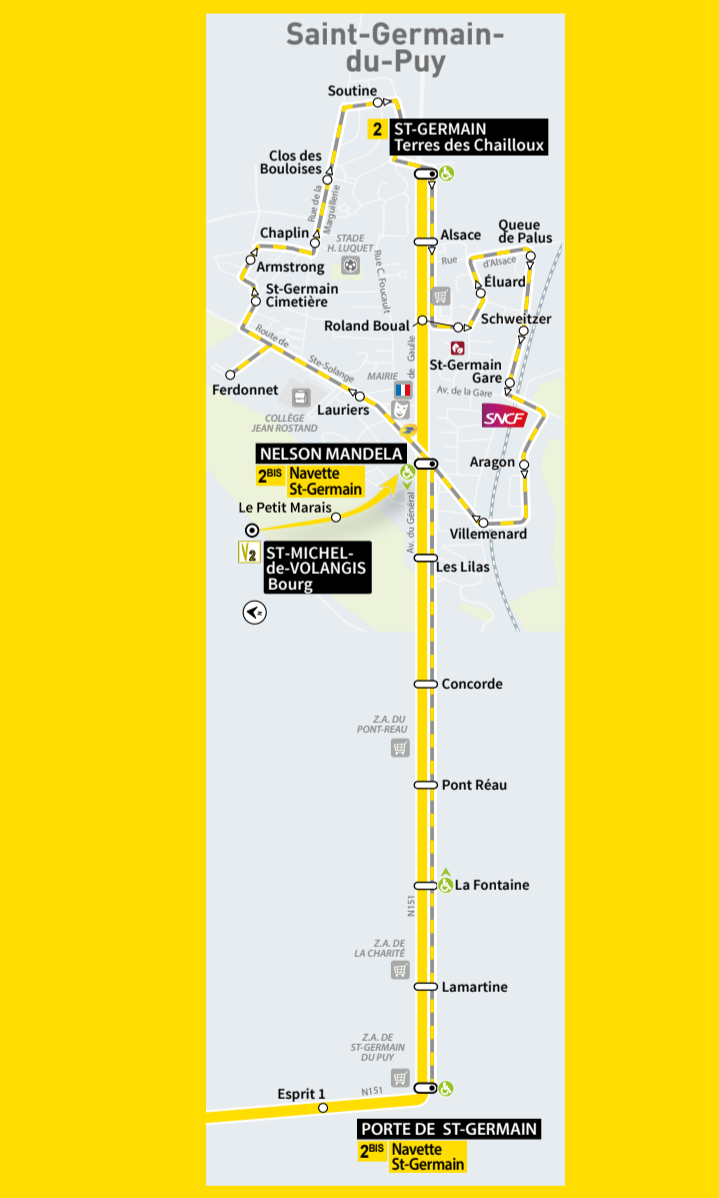 Saint-Germain-
du-Puy
Soutine
2
ST-GERMAIN
Terres des Chailloux
Clos des
Bouloises
Rue de la
Marguillerie
Chaplin
STADE
H. LUQUET
Rue C. Foucault
Alsace
Queue
de Palus
Rue
d'Alsace
Armstrong
Éluard
St-Germain
Cimetière
Roland Boual
Schweitzer
Route de
Ste-Solange
de Gaulle
St-Germain
Gare
MAIRIE
Av. de la Gare
Ferdonnet
Lauriers
SNCF
COLLÈGE
JEAN ROSTAND
NELSON MANDELA
2BIS Navette
St-Germain
Aragon
Le Petit Marais
Av. du Général
Villemenard
V2
ST-MICHEL-
de-VOLANGIS
Bourg
Les Lilas
N
Concorde
Z.A. DU
PONT-REAU
Pont Réau
La Fontaine
N151
Z.A. DE
LA CHARITÉ
Lamartine
Z.A. DE
ST-GERMAIN
DU PUY
Esprit 1
N151
PORTE DE ST-GERMAIN
2BIS Navette
St-Germain